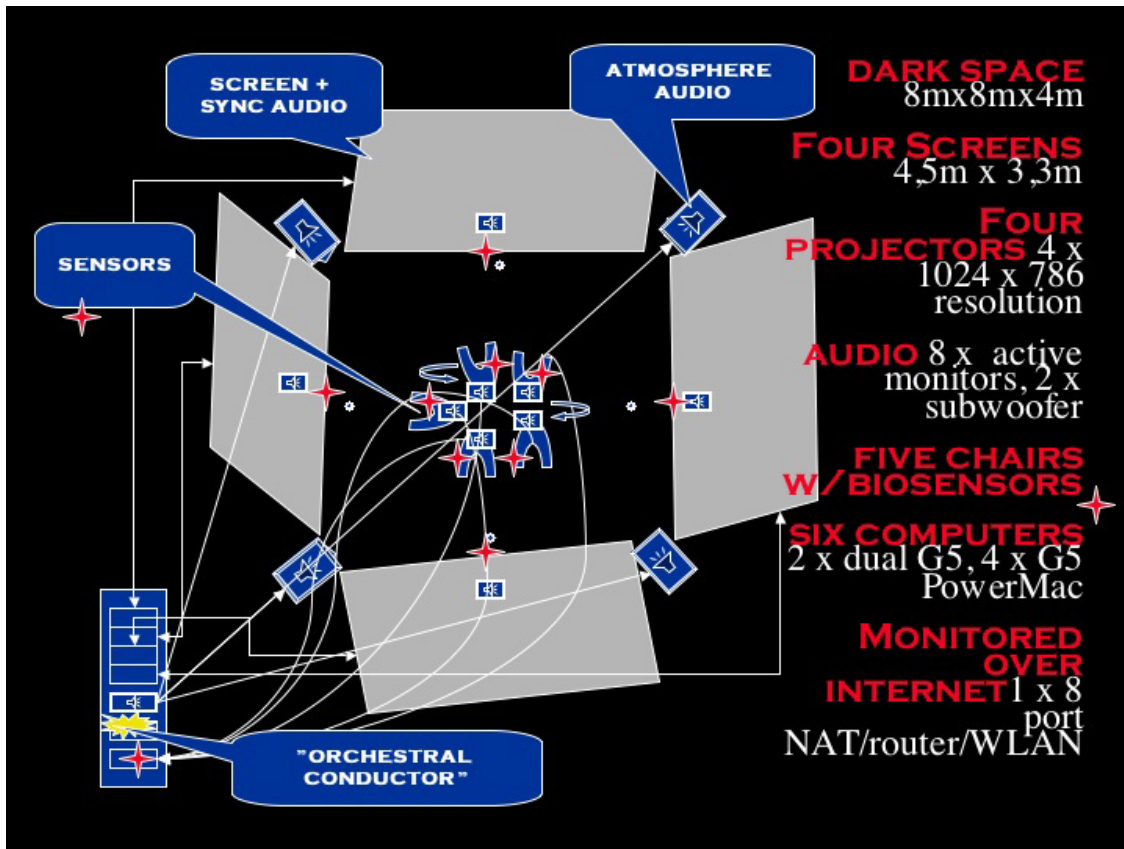 SCREEN +
SYNC AUDIO
ATMOSPHERE
AUDIO
SENSORS
"ORCHESTRAL
CONDUCTOR"
DARK SPACE
8mx8mx4m
FOUR SCREENS
4,5m x 3,3m
FOUR
PROJECTORS 4 x
1024 x 786
resolution
AUDIO 8 x active
monitors, 2 x
subwoofer
FIVE CHAIRS
W/BIOSENSORS
SIX COMPUTERS
2 x dual G5, 4 x G5
PowerMac
MONITORED
OVER
INTERNET 1 x 8
port
NAT/router/WLAN